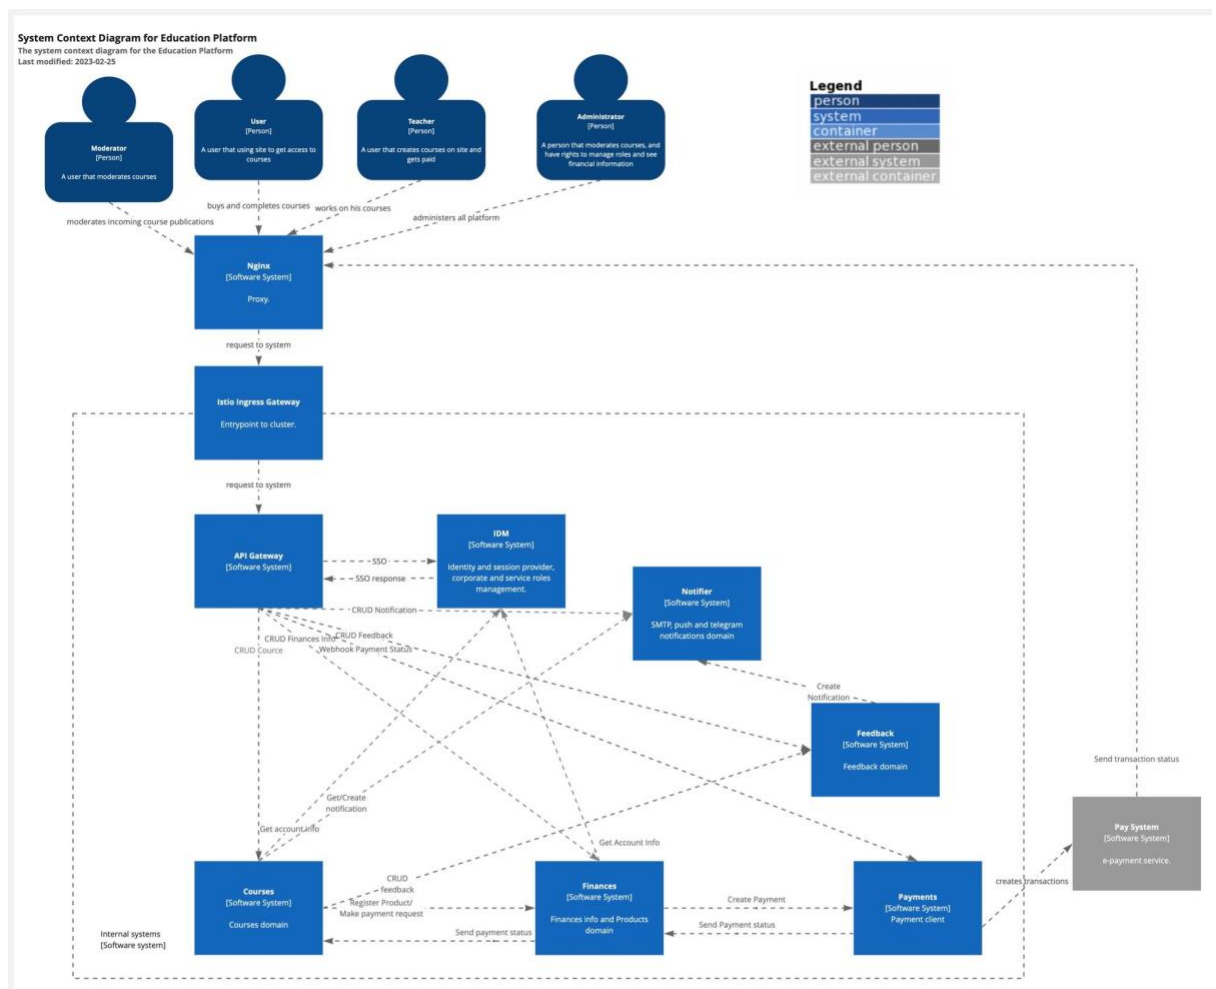 System Context Diagram for Education Platform
The system context diagram for the Education Platform
Last modified: 2023-02-25
Legend
person
system
container
external person
external system
external container
Moderator
[Person]
A user that moderates courses
User
[Person]
A user that using site to get access to
courses
Teacher
[Person]
A user that creates courses on site and
gets paid
Administrator
[Person]
A person that moderates courses, and
have rights to manage roles and see
financial information
moderates incoming course publications
buys and completes courses
works on his courses
administers all platform
Nginx
[Software System]
Proxy.
request to system
Istio Ingress Gateway
Entrypoint to cluster.
request to system
API Gateway
[Software System]
SSO
SSO response
IDM
[Software System]
Identity and session provider,
corporate and service roles
management.
Notifier
[Software System]
SMTP, push and telegram
notifications domain
CRUD Notification
CRUD Feedback
CRUD Finances Info
Webhook Payment Status
CRUD Cource
Create
Notification
Feedback
[Software System]
Feedback domain
Send transaction status
Get/Create
notification
Get account info
Get Account Info
Pay System
[Software System]
e-payment service.
creates transactions
Courses
[Software System]
Courses domain
CRUD
feedback
Register Product/
Make payment request
Send payment status
Finances
[Software System]
Finances info and Products
domain
Create Payment
Send Payment status
Payments
[Software System]
Payment client
Internal systems
[Software system]